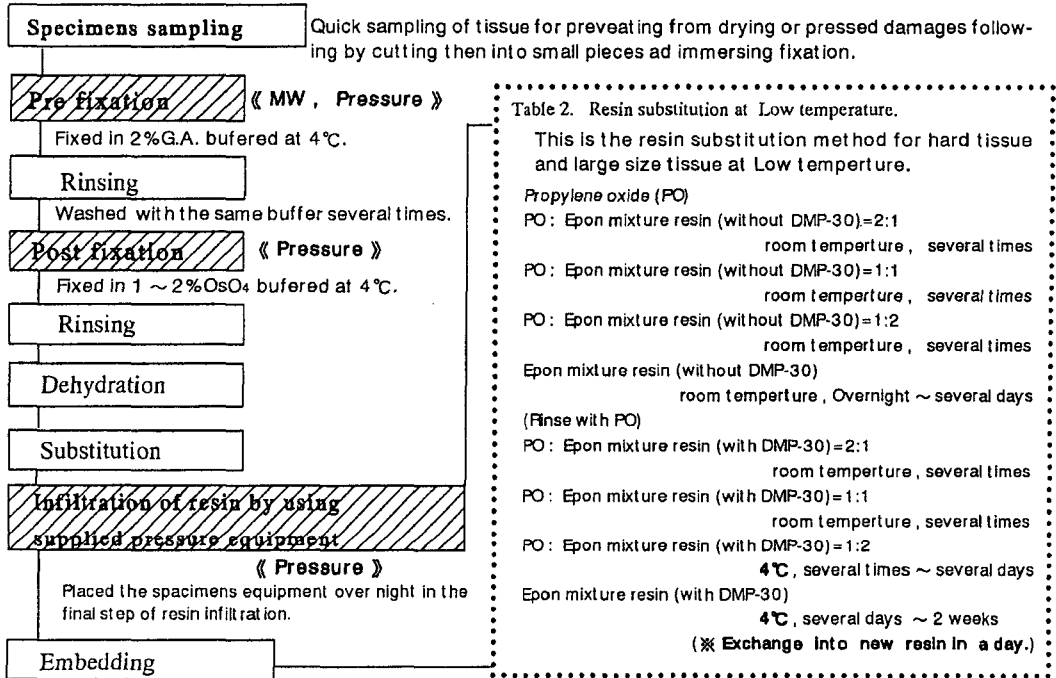 Specimens sampling
Quick sampling of tissue for preveating from drying or pressed damages follow-
ing by cutting then into small pieces ad immersing fixation.
Pre fixation
《 MW , Pressure 》
Fixed in 2%G.A. bufered at 4℃.
Rinsing
Washed with the same buffer several times.
Post fixation
《 Pressure 》
Fixed in 1 ～ 2%OsO4 bufered at 4℃.
Rinsing
Dehydration
Substitution
Infiltration of resin by using
supplied pressure equipment
《 Pressure 》
Placed the spacimens equipment over night in the
final step of resin infiltration.
Embedding
Table 2. Resin substitution at Low temperature.
This is the resin substitution method for hard tissue
and large size tissue at Low temperture.
Propylene oxide (PO)
PO : Epon mixture resin (without DMP-30).=2:1
room temperture , several times
PO : Epon mixture resin (without DMP-30)=1:1
room temperture , several times
PO : Epon mixture resin (without DMP-30)=1:2
room temperture , several times
Epon mixture resin (without DMP-30)
room temperture , Overnight ～ several days
(Rinse with PO)
PO : Epon mixture resin (with DMP-30)=2:1
room temperture , several times
PO : Epon mixture resin (with DMP-30)=1:1
room temperture , several times
PO : Epon mixture resin (with DMP-30)=1:2
4℃ , several times ～ several days
Epon mixture resin (with DMP-30)
4℃ , several days ～ 2 weeks
(※ Exchange into new resin in a day.)